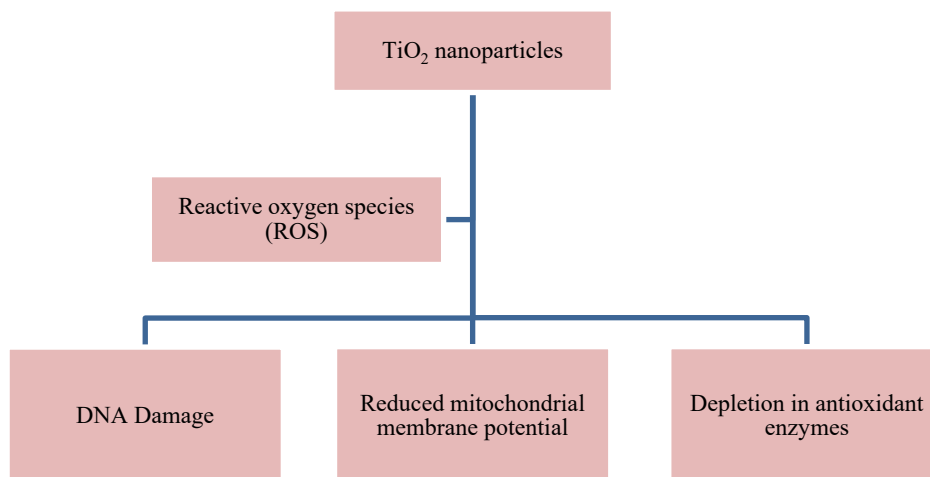 TiO₂ nanoparticles
Reactive oxygen species
(ROS)
DNA Damage
Reduced mitochondrial
membrane potential
Depletion in antioxidant
enzymes